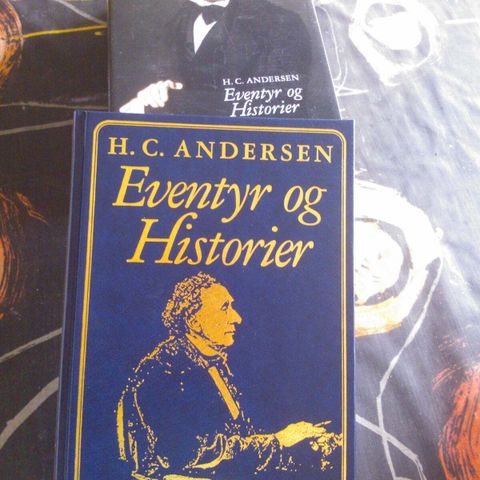 H. C. ANDERSEN
Eventyr og
Historier
H. C. ANDERSEN
Eventyr og
Historier